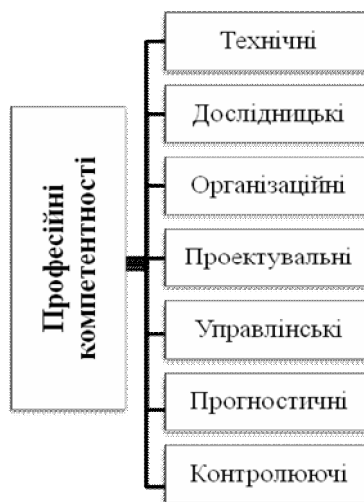 Професійні
компетентності
Технічні
Дослідницькі
Організаційні
Проектувальні
Управлінські
Прогностичні
Контролюючі